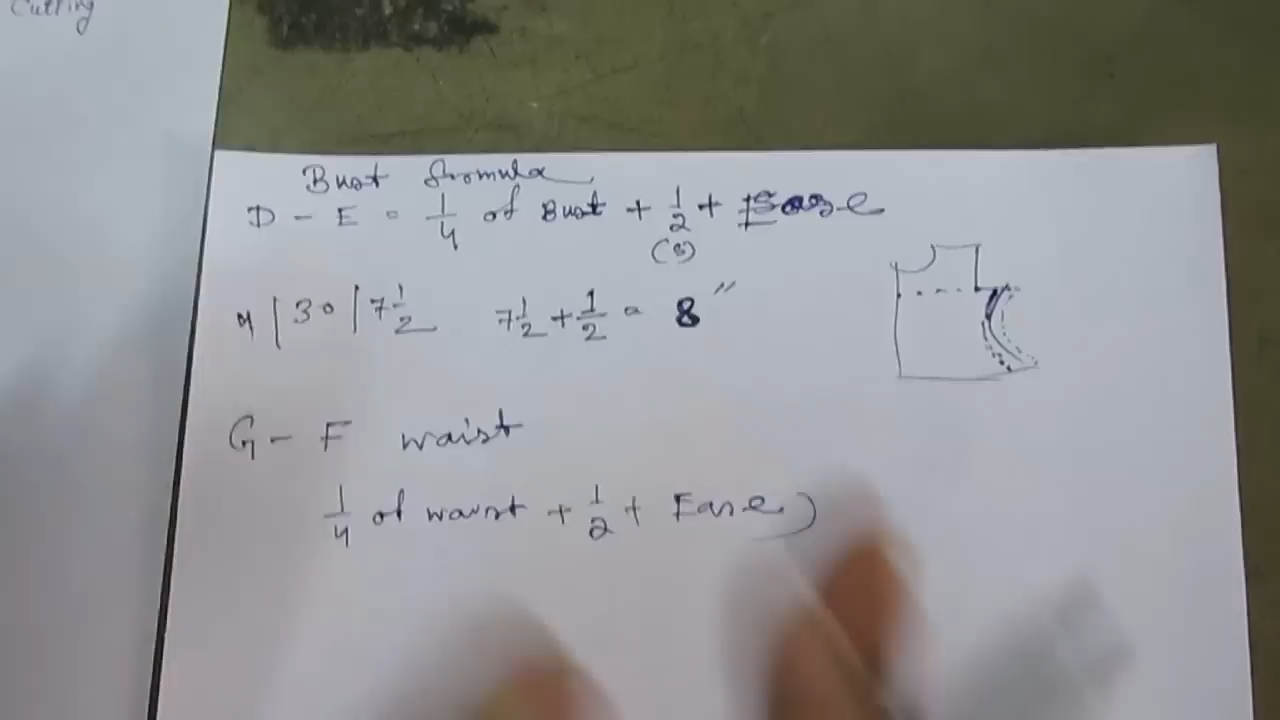 Cutting
Bust formula
D - E = 1/4 of Bust + 1/2 + Ease
(S)
4 | 30 | 7 1/2    7 1/2 + 1/2 = 8"
G - F waist
1/4 of waist + 1/2 + Ease)